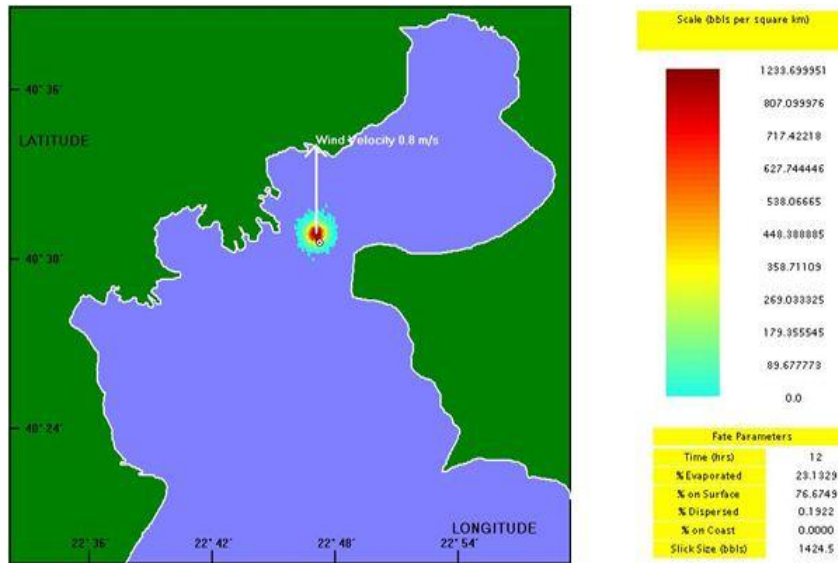 Scale (bbls per square km)
1233.699951
807.099976
717.42218
627.744446
538.06665
448.388885
358.71109
269.033325
179.355545
89.677773
0.0
40° 36'
LATITUDE
Wind Velocity 0.8 m/s
40° 30'
40° 24'
LONGITUDE
22° 36' 22° 42' 22° 48' 22° 54'
Fate Parameters
Time (hrs) 12
% Evaporated 23.1329
% on Surface 76.6749
% Dispersed 0.1922
% on Coast 0.0000
Slick Size (bbls) 1424.5